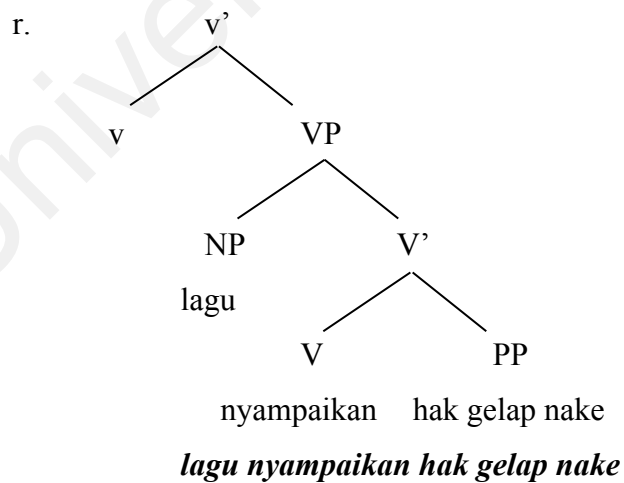 r.
v’
v VP
NP V’
lagu
V PP
nyampaikan hak gelap nake
lagu nyampaikan hak gelap nake